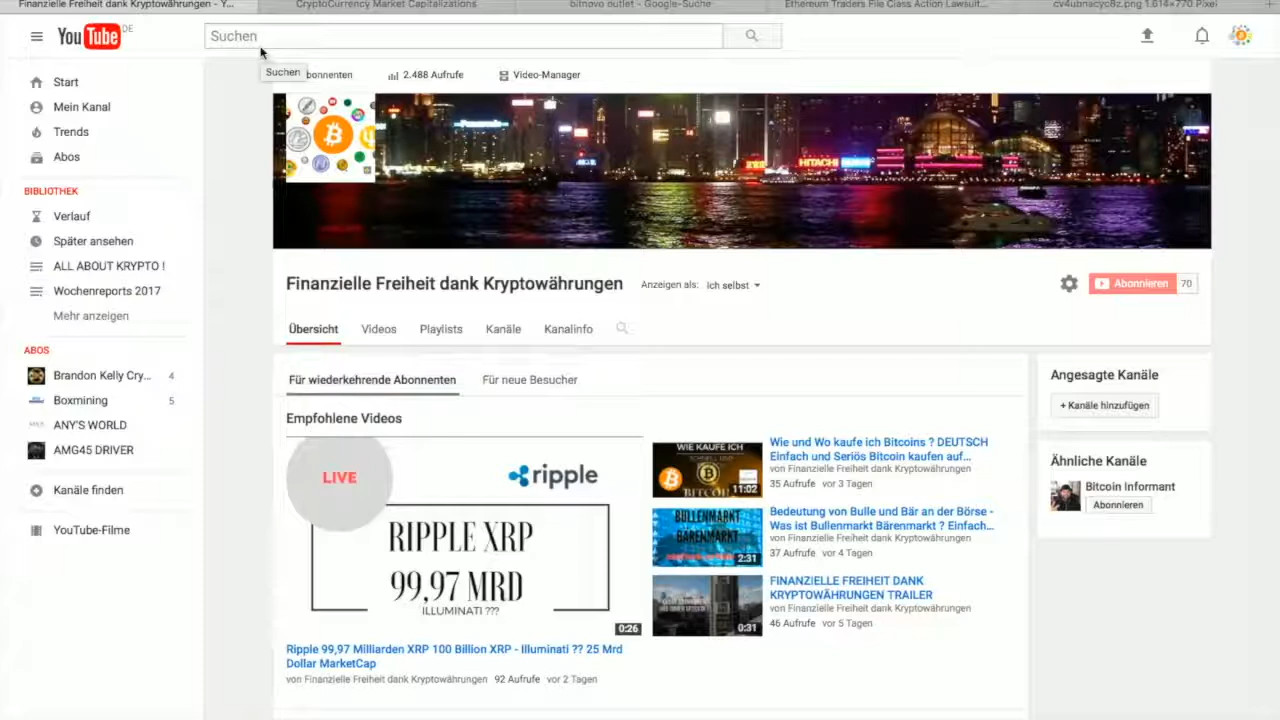 Finanzielle Freiheit dank Kryptowährungen - Y...
CryptoCurrency Market Capitalizations
bitnovo outlet - Google-Suche
Ethereum Traders File Class Action Lawsuit...
cv4ubnacyc8z.png 1.614×770 Pixel
YouTube DE
Suchen
Suchen
bonnenten
2.488 Aufrufe
Video-Manager
Start
Mein Kanal
Trends
Abos
BIBLIOTHEK
Verlauf
Später ansehen
ALL ABOUT KRYPTO !
Wochenreports 2017
Mehr anzeigen
ABOS
Brandon Kelly Cry... 4
Boxmining 5
ANY'S WORLD
AMG45 DRIVER
Kanäle finden
YouTube-Filme
HITACHI
Finanzielle Freiheit dank Kryptowährungen
Anzeigen als: Ich selbst
Abonnieren 70
Übersicht
Videos
Playlists
Kanäle
Kanalinfo
Für wiederkehrende Abonnenten
Für neue Besucher
Empfohlene Videos
LIVE
ripple
RIPPLE XRP
99,97 MRD
ILLUMINATI ???
0:26
Ripple 99,97 Milliarden XRP 100 Billion XRP - Illuminati ?? 25 Mrd
Dollar MarketCap
von Finanzielle Freiheit dank Kryptowährungen 92 Aufrufe vor 2 Tagen
WIE KAUFE ICH
BITCOI
11:02
Wie und Wo kaufe ich Bitcoins ? DEUTSCH
Einfach und Seriös Bitcoin kaufen auf...
von Finanzielle Freiheit dank Kryptowährungen
35 Aufrufe vor 3 Tagen
BULLENMARKT
BÄRENMARKT
2:31
Bedeutung von Bulle und Bär an der Börse -
Was ist Bullenmarkt Bärenmarkt ? Einfach...
von Finanzielle Freiheit dank Kryptowährungen
37 Aufrufe vor 4 Tagen
0:31
FINANZIELLE FREIHEIT DANK
KRYPTOWÄHRUNGEN TRAILER
von Finanzielle Freiheit dank Kryptowährungen
46 Aufrufe vor 5 Tagen
Angesagte Kanäle
+ Kanäle hinzufügen
Ähnliche Kanäle
Bitcoin Informant
Abonnieren